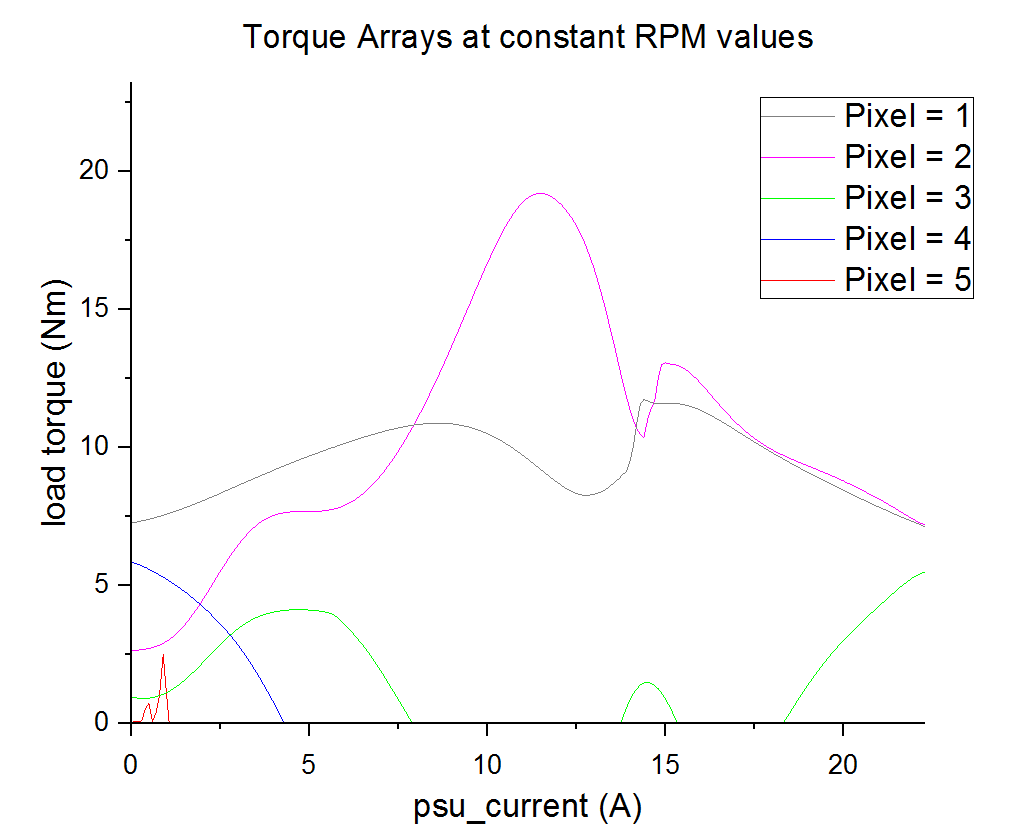 Torque Arrays at constant RPM values
Pixel = 1
Pixel = 2
Pixel = 3
Pixel = 4
Pixel = 5
20
15
10
5
0
load torque (Nm)
0 5 10 15 20
psu_current (A)